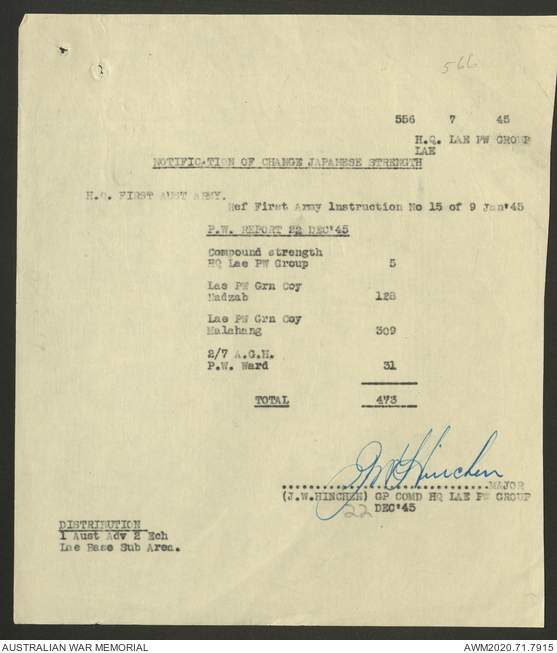 566
556 7 45
H.Q. LAE PW GROUP
LAE
NOTIFICATION OF CHANGE JAPANESE STRENGTH
H.Q. FIRST AUST ARMY.
Ref First Army Instruction No 15 of 9 Jan'45
P.W. REPORT 22 DEC'45
Compound strength
HQ Lae PW Group 5
Lae PW Grn Coy
Nadzab 128
Lae PW Grn Coy
Malahang 309
2/7 A.G.H.
P.W. Ward 31
TOTAL 473
JW Hinchen
MAJOR
(J.W.HINCHEN) GP COMD HQ LAE PW GROUP
22 DEC'45
DISTRIBUTION
1 Aust Adv 2 Ech
Lae Base Sub Area.
AUSTRALIAN WAR MEMORIAL AWM2020.71.7915